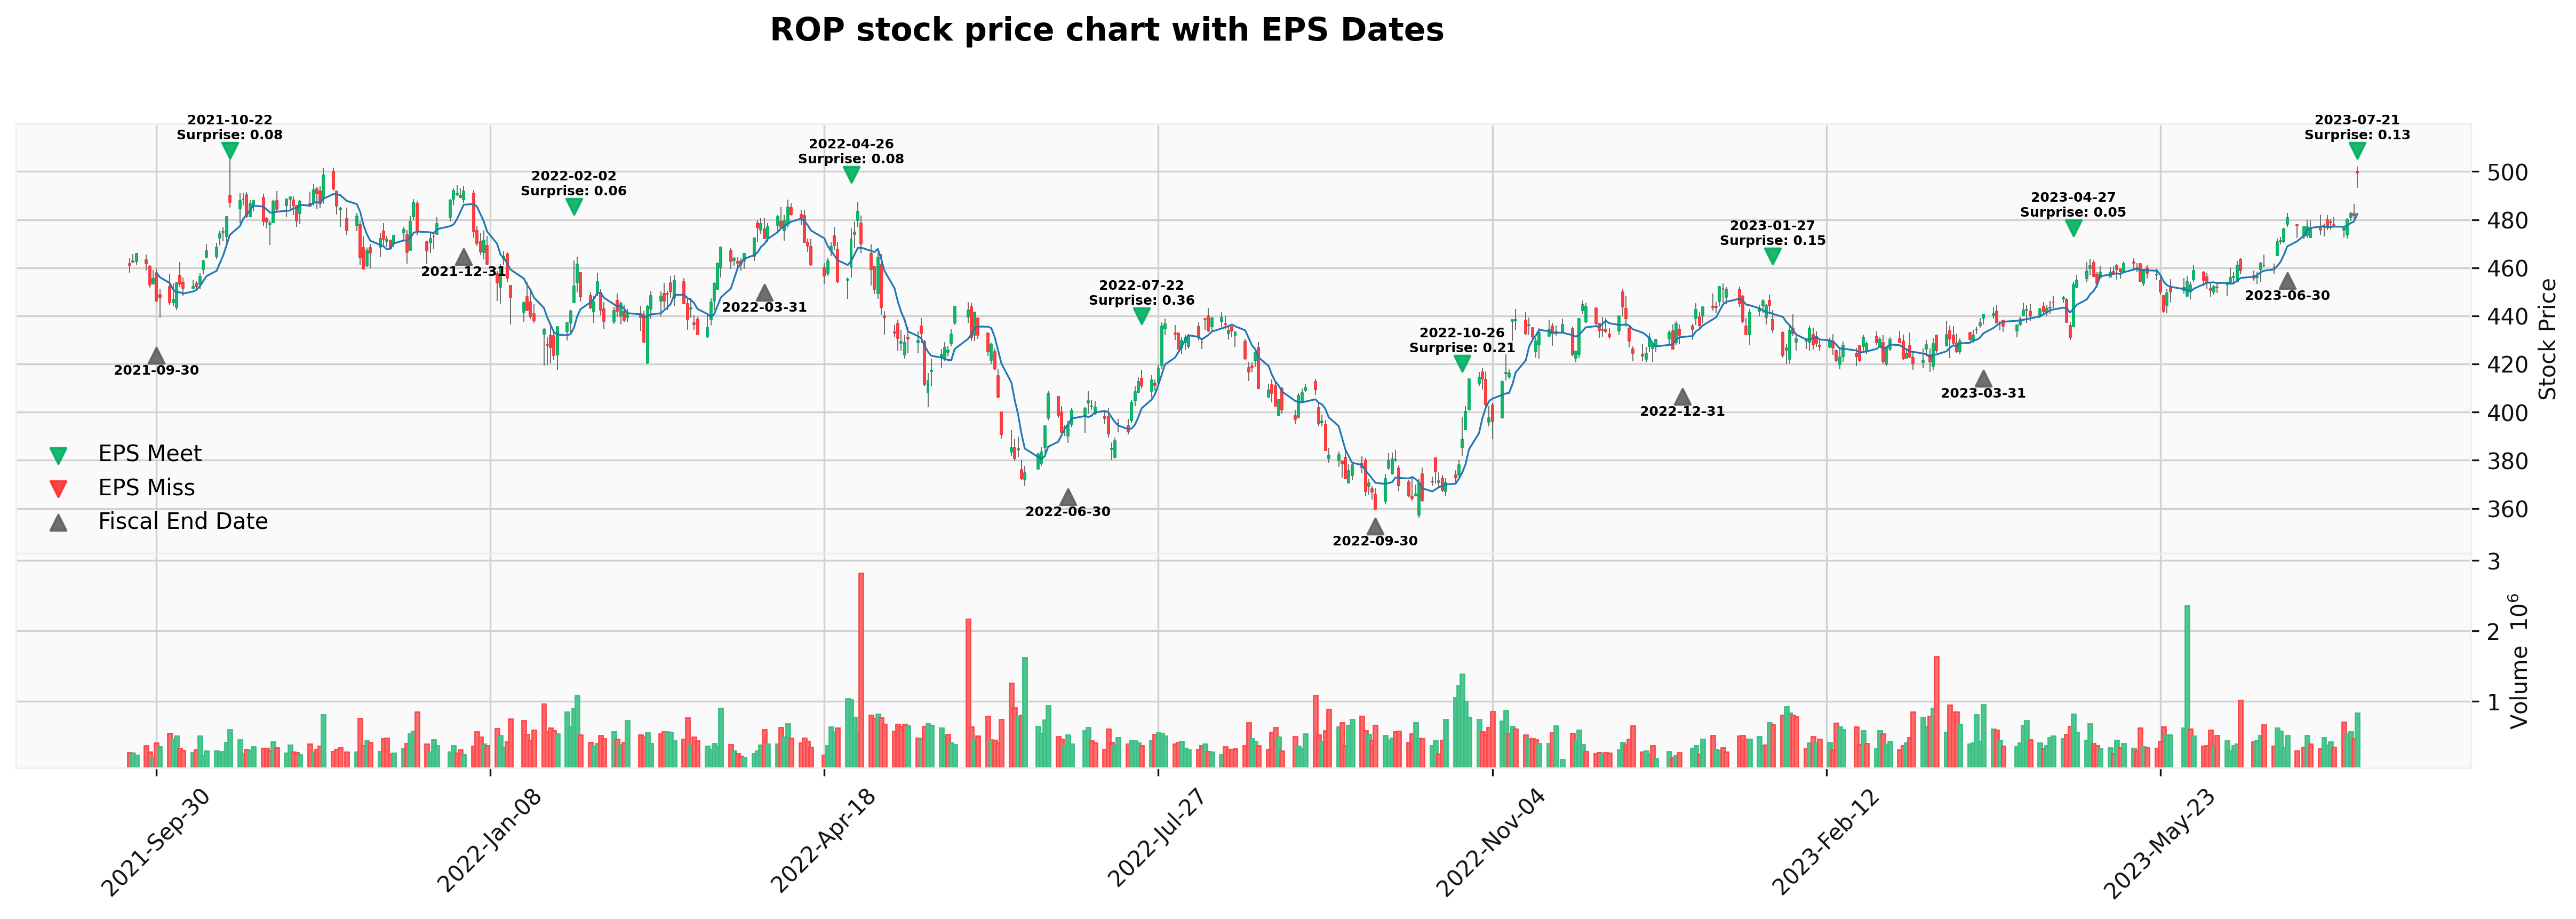 ROP stock price chart with EPS Dates
2021-10-22
Surprise: 0.08
2022-02-02
Surprise: 0.06
2022-04-26
Surprise: 0.08
2022-07-22
Surprise: 0.36
2022-10-26
Surprise: 0.21
2023-01-27
Surprise: 0.15
2023-04-27
Surprise: 0.05
2023-07-21
Surprise: 0.13
2021-09-30
2021-12-31
2022-03-31
2022-06-30
2022-09-30
2022-12-31
2023-03-31
2023-06-30
EPS Meet
EPS Miss
Fiscal End Date
500
480
460
440
420
400
380
360
Stock Price
3
2
1
Volume 10⁶
2021-Sep-30
2022-Jan-08
2022-Apr-18
2022-Jul-27
2022-Nov-04
2023-Feb-12
2023-May-23